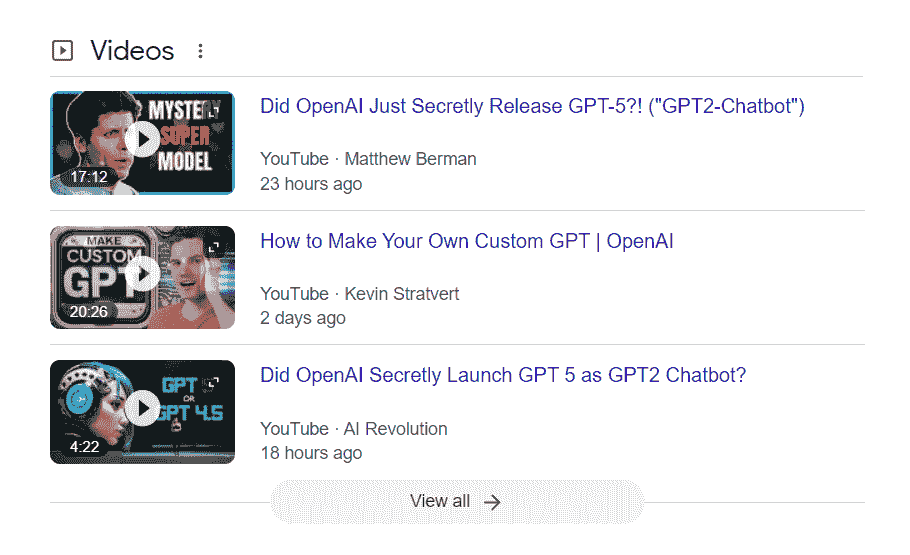 Videos
MYSTERY
SUPER
MODEL
17:12
Did OpenAI Just Secretly Release GPT-5?! ("GPT2-Chatbot")
YouTube · Matthew Berman
23 hours ago
MAKE
CUSTOM
GPT
20:26
How to Make Your Own Custom GPT | OpenAI
YouTube · Kevin Stratvert
2 days ago
GPT
OR
GPT 4.5
4:22
Did OpenAI Secretly Launch GPT 5 as GPT2 Chatbot?
YouTube · AI Revolution
18 hours ago
View all